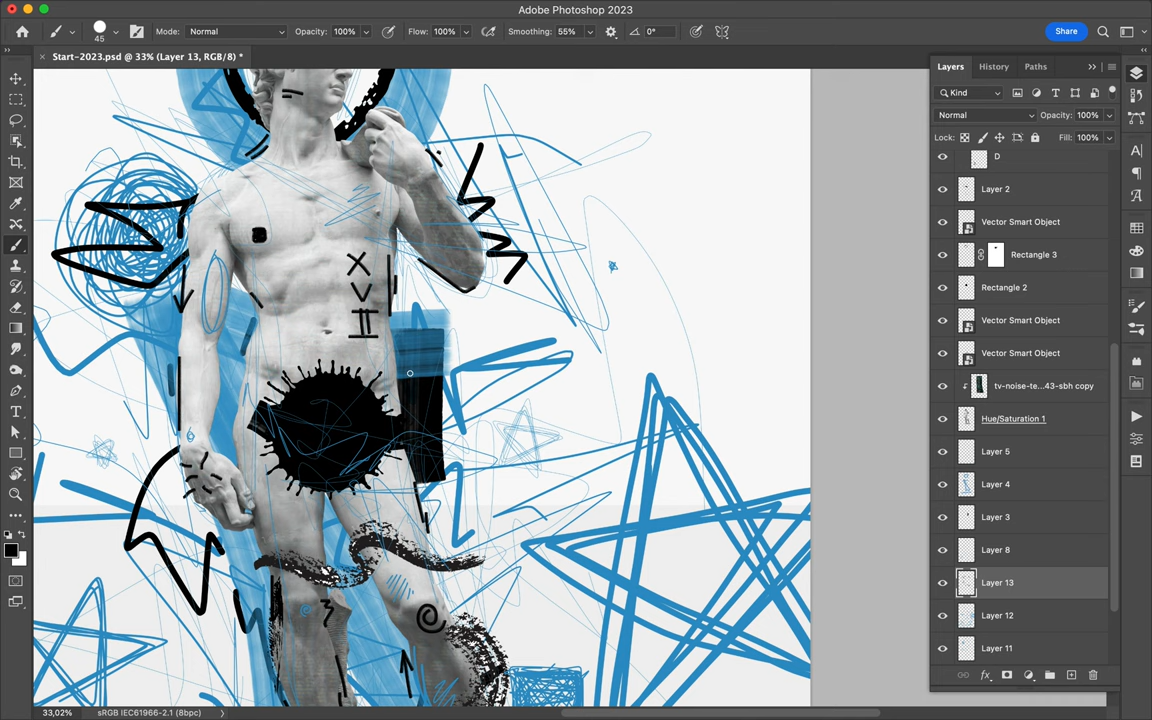 Adobe Photoshop 2023
45
Mode: Normal
Opacity: 100%
Flow: 100%
Smoothing: 55%
0°
Share
Start-2023.psd @ 33% (Layer 13, RGB/8) *
Layers
History
Paths
Kind
Normal
Opacity: 100%
Lock:
Fill: 100%
D
Layer 2
Vector Smart Object
Rectangle 3
Rectangle 2
Vector Smart Object
Vector Smart Object
tv-noise-te...43-sbh copy
Hue/Saturation 1
Layer 5
Layer 4
Layer 3
Layer 8
Layer 13
Layer 12
Layer 11
X
V
II
33,02%
sRGB IEC61966-2.1 (8bpc)